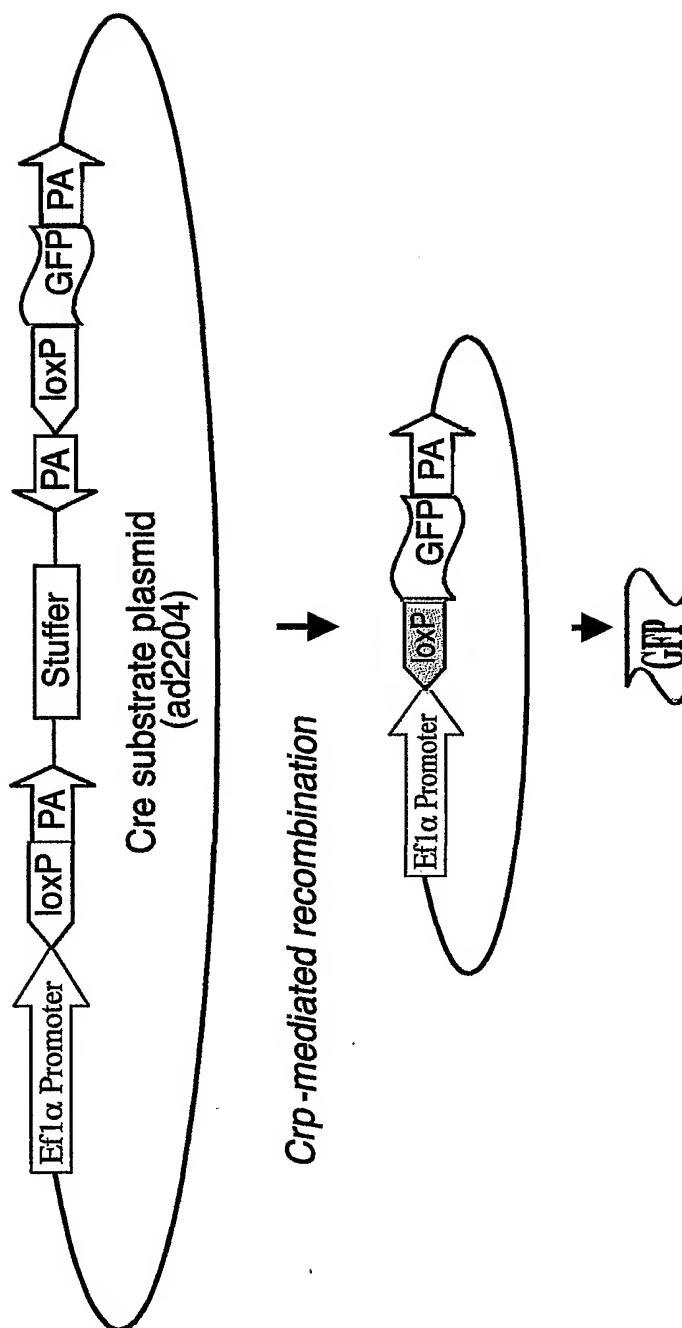 Ef1α Promoter loxP PA Stuffer PA loxP GFP PA
Cre substrate plasmid
(ad2204)
Crp-mediated recombination
Ef1α Promoter loxP GFP PA
GFP